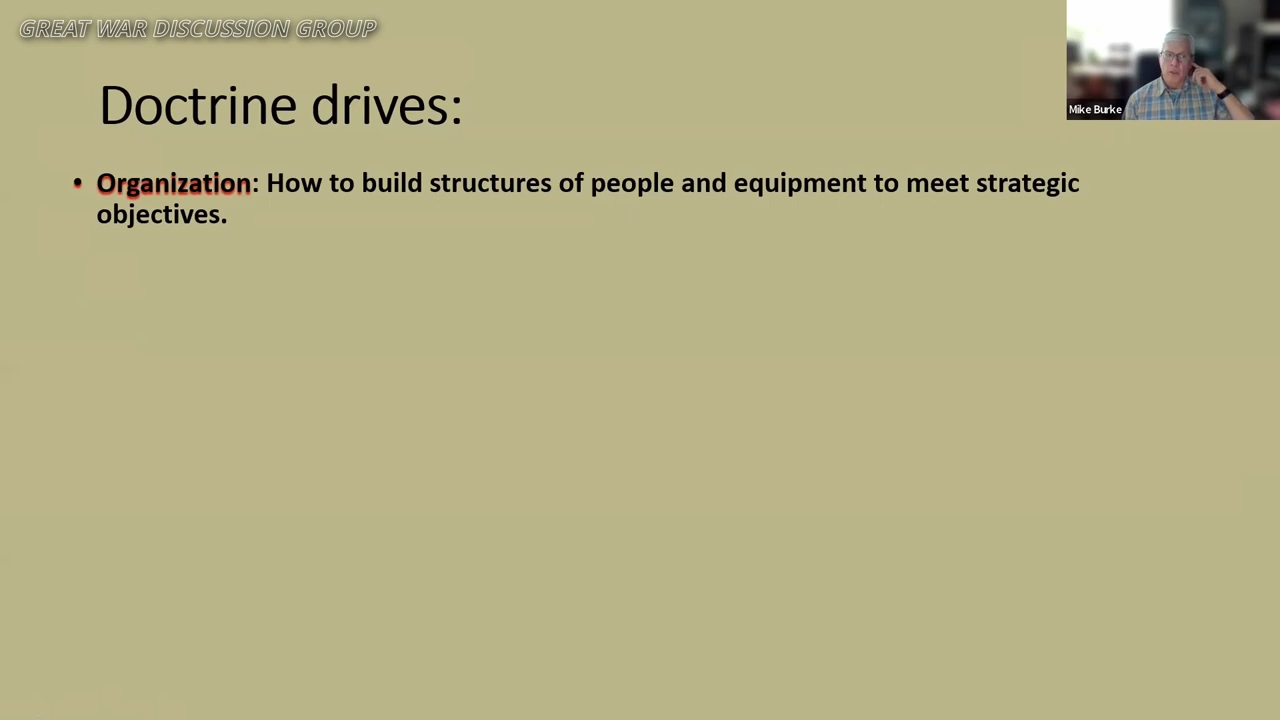 GREAT WAR DISCUSSION GROUP
Mike Burke
Doctrine drives:
• Organization: How to build structures of people and equipment to meet strategic
objectives.